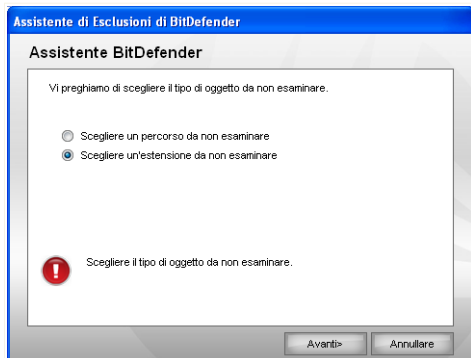 Assistente di Esclusioni di BitDefender
Assistente BitDefender
Vi preghiamo di scegliere il tipo di oggetto da non esaminare.
Scegliere un percorso da non esaminare
Scegliere un'estensione da non esaminare
Scegliere il tipo di oggetto da non esaminare.
Avanti>
Annullare